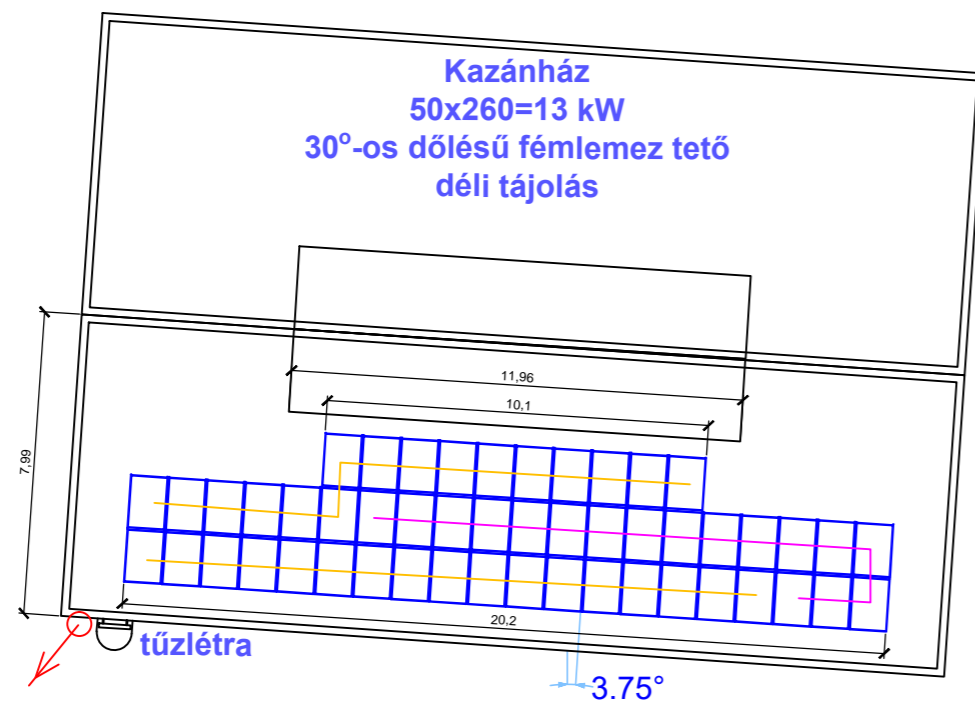 Kazánház
50x260=13 kW
30°-os dőlésű fémlemez tető
déli tájolás
11,96
10,1
7,99
20,2
tűzlétra
3.75°